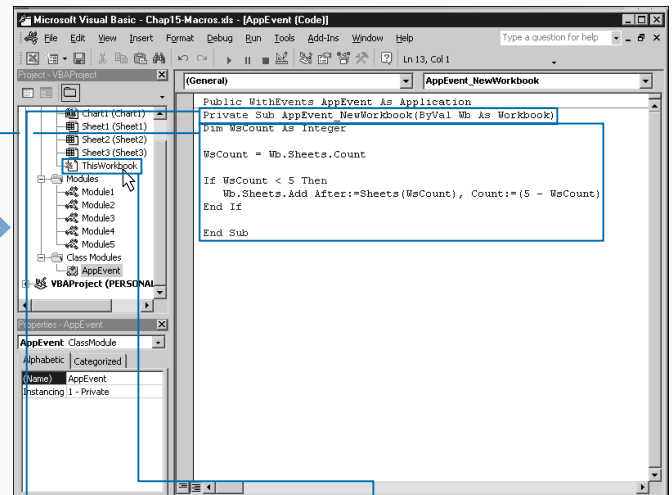 Microsoft Visual Basic - Chap15-Macros.xls - [AppEvent (Code)]
File Edit View Insert Format Debug Run Tools Add-Ins Window Help
Type a question for help
Ln 13, Col 1
Project - VBAProject
Chart1 (Chart1)
Sheet1 (Sheet1)
Sheet2 (Sheet2)
Sheet3 (Sheet3)
ThisWorkbook
Modules
Module1
Module2
Module3
Module4
Module5
Class Modules
AppEvent
VBAProject (PERSONAL
Properties - AppEvent
AppEvent ClassModule
Alphabetic Categorized
(Name) AppEvent
Instancing 1 - Private
(General)
AppEvent_NewWorkbook
Public WithEvents AppEvent As Application
Private Sub AppEvent_NewWorkbook(ByVal Wb As Workbook)
Dim WsCount As Integer
WsCount = Wb.Sheets.Count
If WsCount < 5 Then
Wb.Sheets.Add After:=Sheets(WsCount), Count:=(5 - WsCount)
End If
End Sub